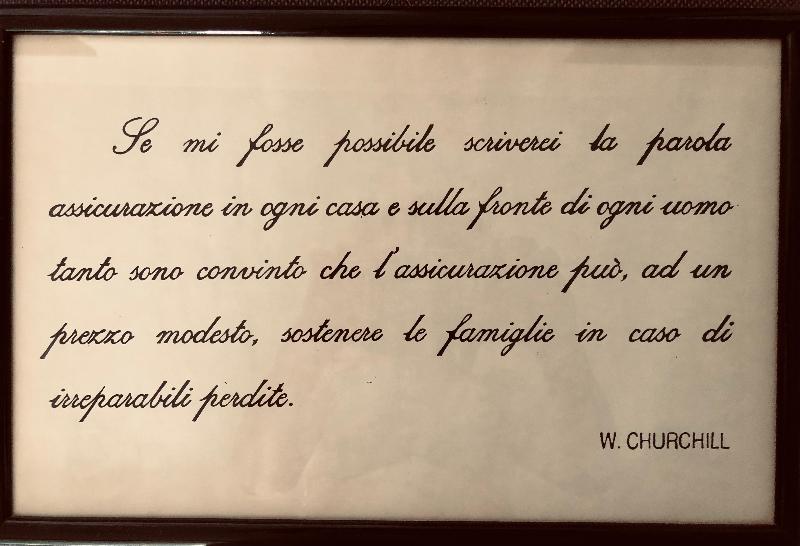 Se mi fosse possibile scriverei la parola
assicurazione in ogni casa e sulla fronte di ogni uomo
tanto sono convinto che l'assicurazione può, ad un
prezzo modesto, sostenere le famiglie in caso di
irreparabili perdite.
W. CHURCHILL